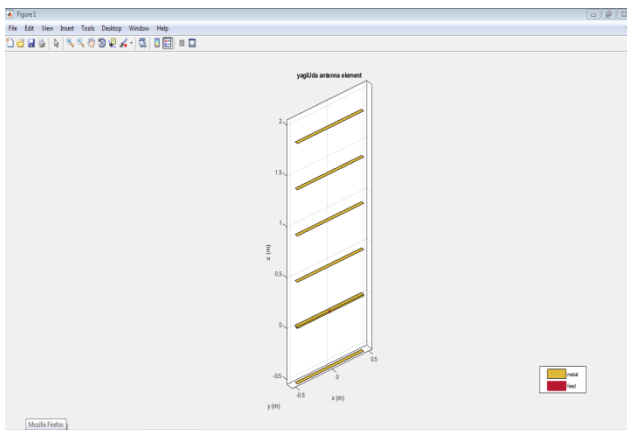 Figure 1
File Edit View Insert Tools Desktop Window Help
yagiUda antenna element
2
1.5
1
0.5
0
-0.5
z (m)
0.5
0
-0.5
x (m)
y (m)
metal
feed
Mozilla Firefox